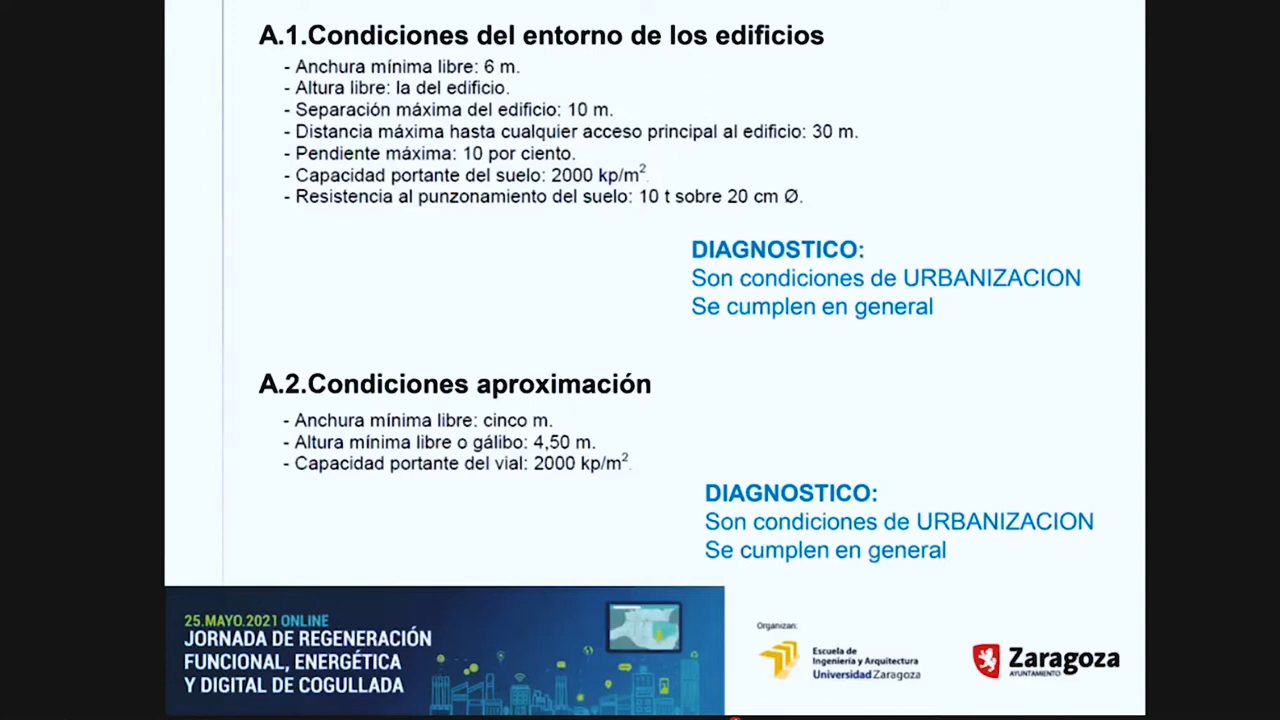 A.1.Condiciones del entorno de los edificios
- Anchura mínima libre: 6 m.
- Altura libre: la del edificio.
- Separación máxima del edificio: 10 m.
- Distancia máxima hasta cualquier acceso principal al edificio: 30 m.
- Pendiente máxima: 10 por ciento.
- Capacidad portante del suelo: 2000 kp/m².
- Resistencia al punzonamiento del suelo: 10 t sobre 20 cm Ø.
DIAGNOSTICO:
Son condiciones de URBANIZACION
Se cumplen en general
A.2.Condiciones aproximación
- Anchura mínima libre: cinco m.
- Altura mínima libre o gálibo: 4,50 m.
- Capacidad portante del vial: 2000 kp/m².
DIAGNOSTICO:
Son condiciones de URBANIZACION
Se cumplen en general
25.MAYO.2021 ONLINE
JORNADA DE REGENERACIÓN
FUNCIONAL, ENERGÉTICA
Y DIGITAL DE COGULLADA
Organizan:
Escuela de
Ingeniería y Arquitectura
Universidad Zaragoza
Zaragoza
AYUNTAMIENTO